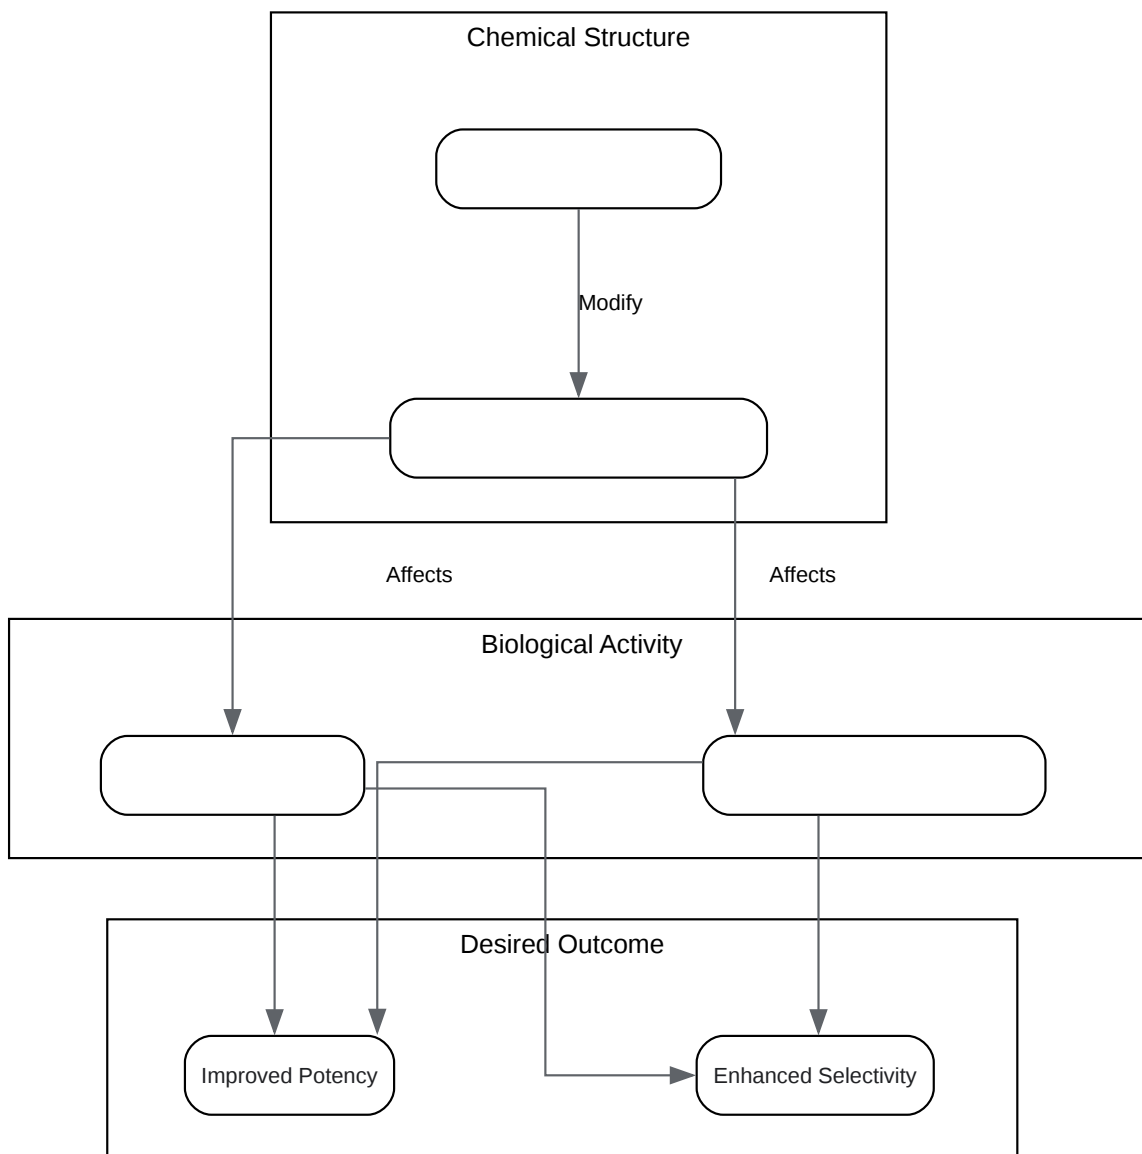 Chemical Structure
Modify
Affects
Affects
Biological Activity
Desired Outcome
Improved Potency
Enhanced Selectivity